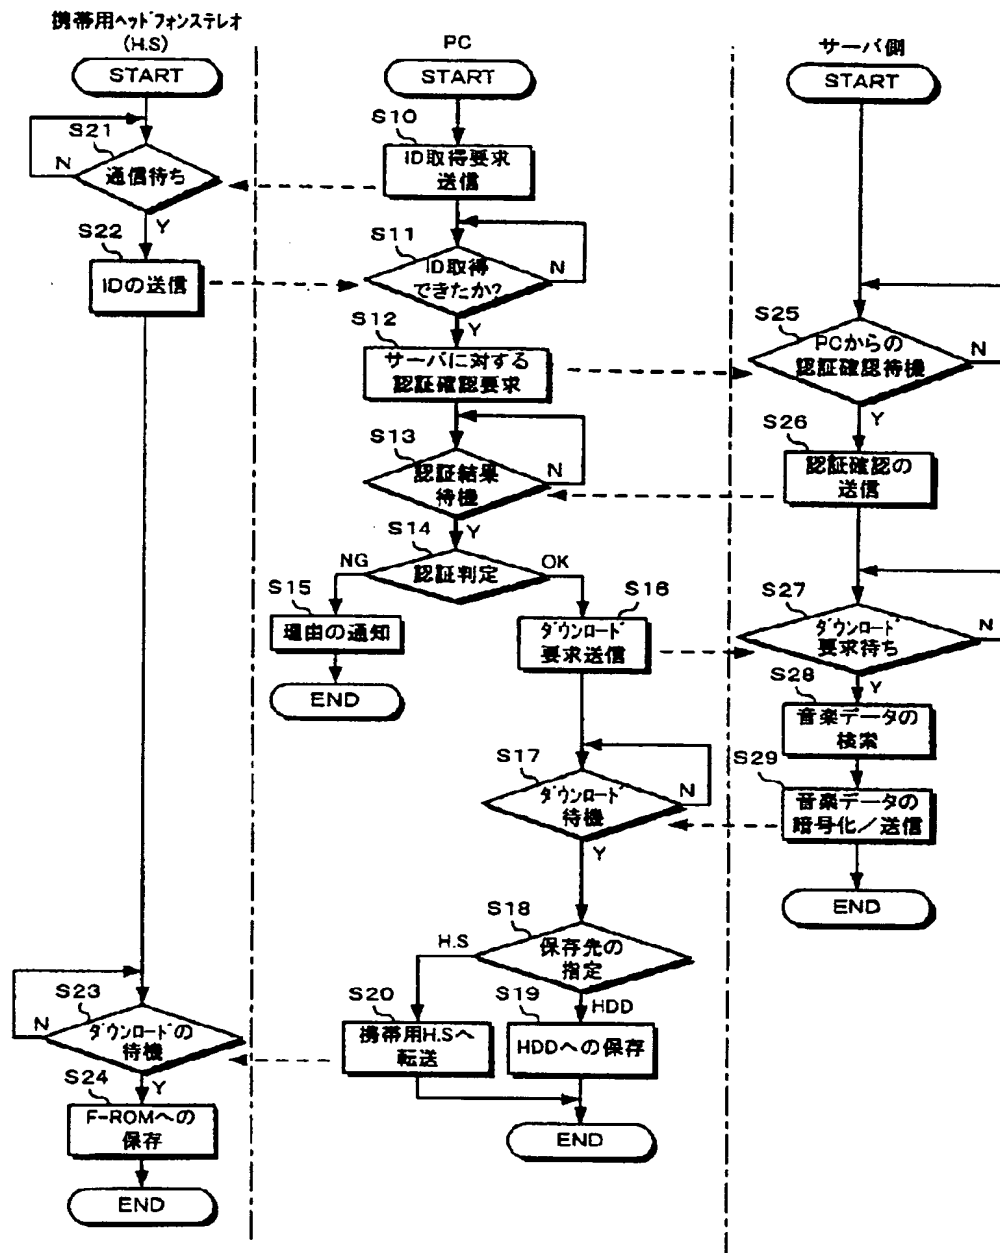 携帯用ヘッドフォンステレオ
(H.S)
START
S21
通信待ち
N
Y
S22
IDの送信
S23
ダウンロードの
待機
N
Y
S24
F-ROMへの
保存
END
PC
START
S10
ID取得要求
送信
S11
ID取得
できたか?
N
Y
S12
サーバに対する
認証確認要求
S13
認証結果
待機
N
Y
S14
認証判定
NG
OK
S15
理由の通知
END
S16
ダウンロード
要求送信
S17
ダウンロード
待機
N
Y
S18
保存先の
指定
H.S
HDD
S20
携帯用H.Sへ
転送
S19
HDDへの保存
END
サーバ側
START
S25
PCからの
認証確認待機
N
Y
S26
認証確認の
送信
S27
ダウンロード
要求待ち
N
Y
S28
音楽データの
検索
S29
音楽データの
暗号化/送信
END